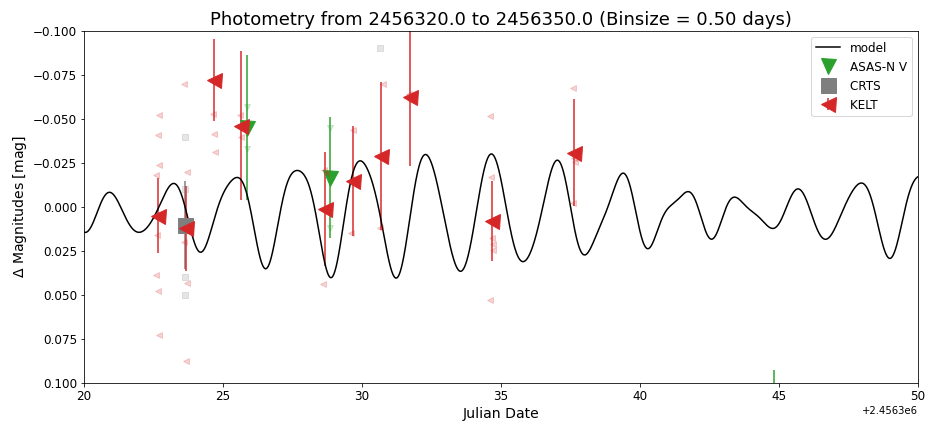 Photometry from 2456320.0 to 2456350.0 (Binsize = 0.50 days)
−0.100
−0.075
−0.050
−0.025
0.000
0.025
0.050
0.075
0.100
Δ Magnitudes [mag]
model
ASAS-N V
CRTS
KELT
20 25 30 35 40 45 50
+2.4563e6
Julian Date